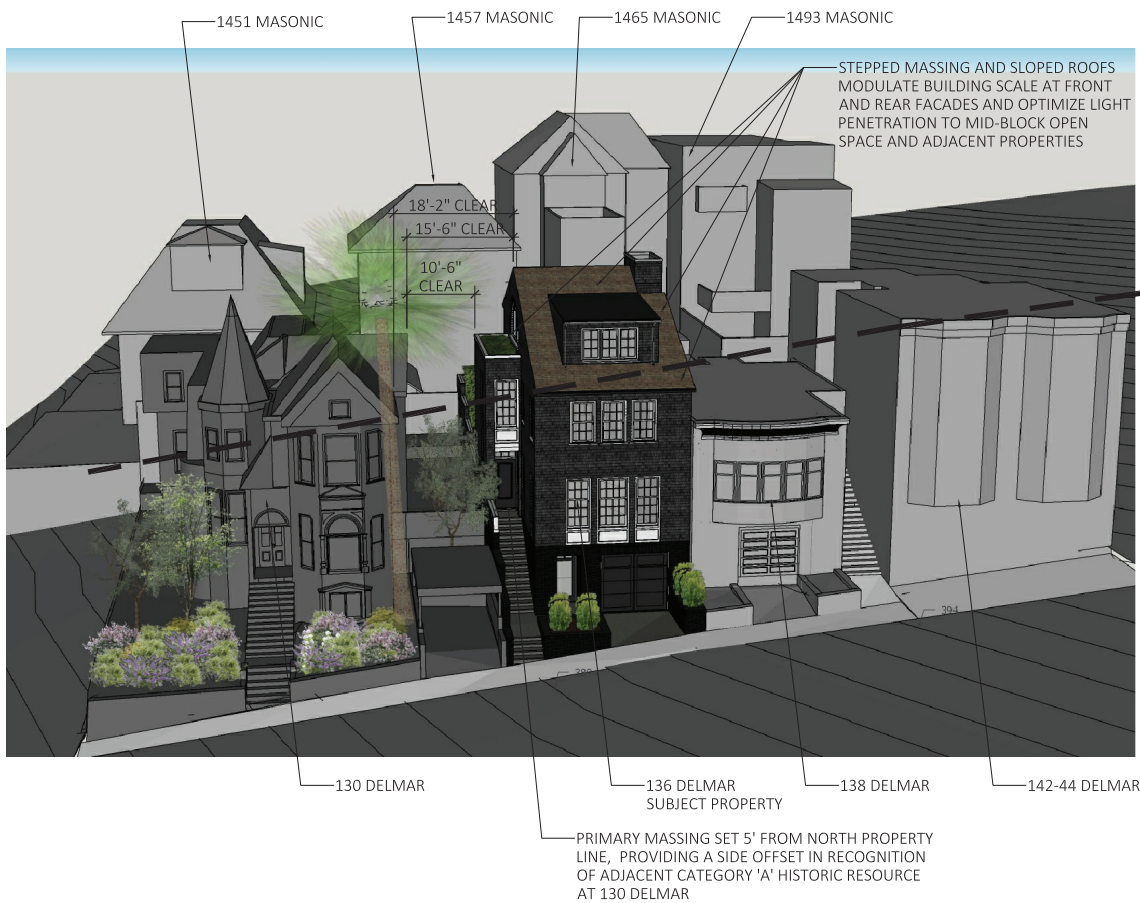 1451 MASONIC
1457 MASONIC
1465 MASONIC
1493 MASONIC
STEPPED MASSING AND SLOPED ROOFS
MODULATE BUILDING SCALE AT FRONT
AND REAR FACADES AND OPTIMIZE LIGHT
PENETRATION TO MID-BLOCK OPEN
SPACE AND ADJACENT PROPERTIES
18'-2" CLEAR
15'-6" CLEAR
10'-6"
CLEAR
394
130 DELMAR
136 DELMAR
SUBJECT PROPERTY
138 DELMAR
142-44 DELMAR
PRIMARY MASSING SET 5' FROM NORTH PROPERTY
LINE, PROVIDING A SIDE OFFSET IN RECOGNITION
OF ADJACENT CATEGORY 'A' HISTORIC RESOURCE
AT 130 DELMAR